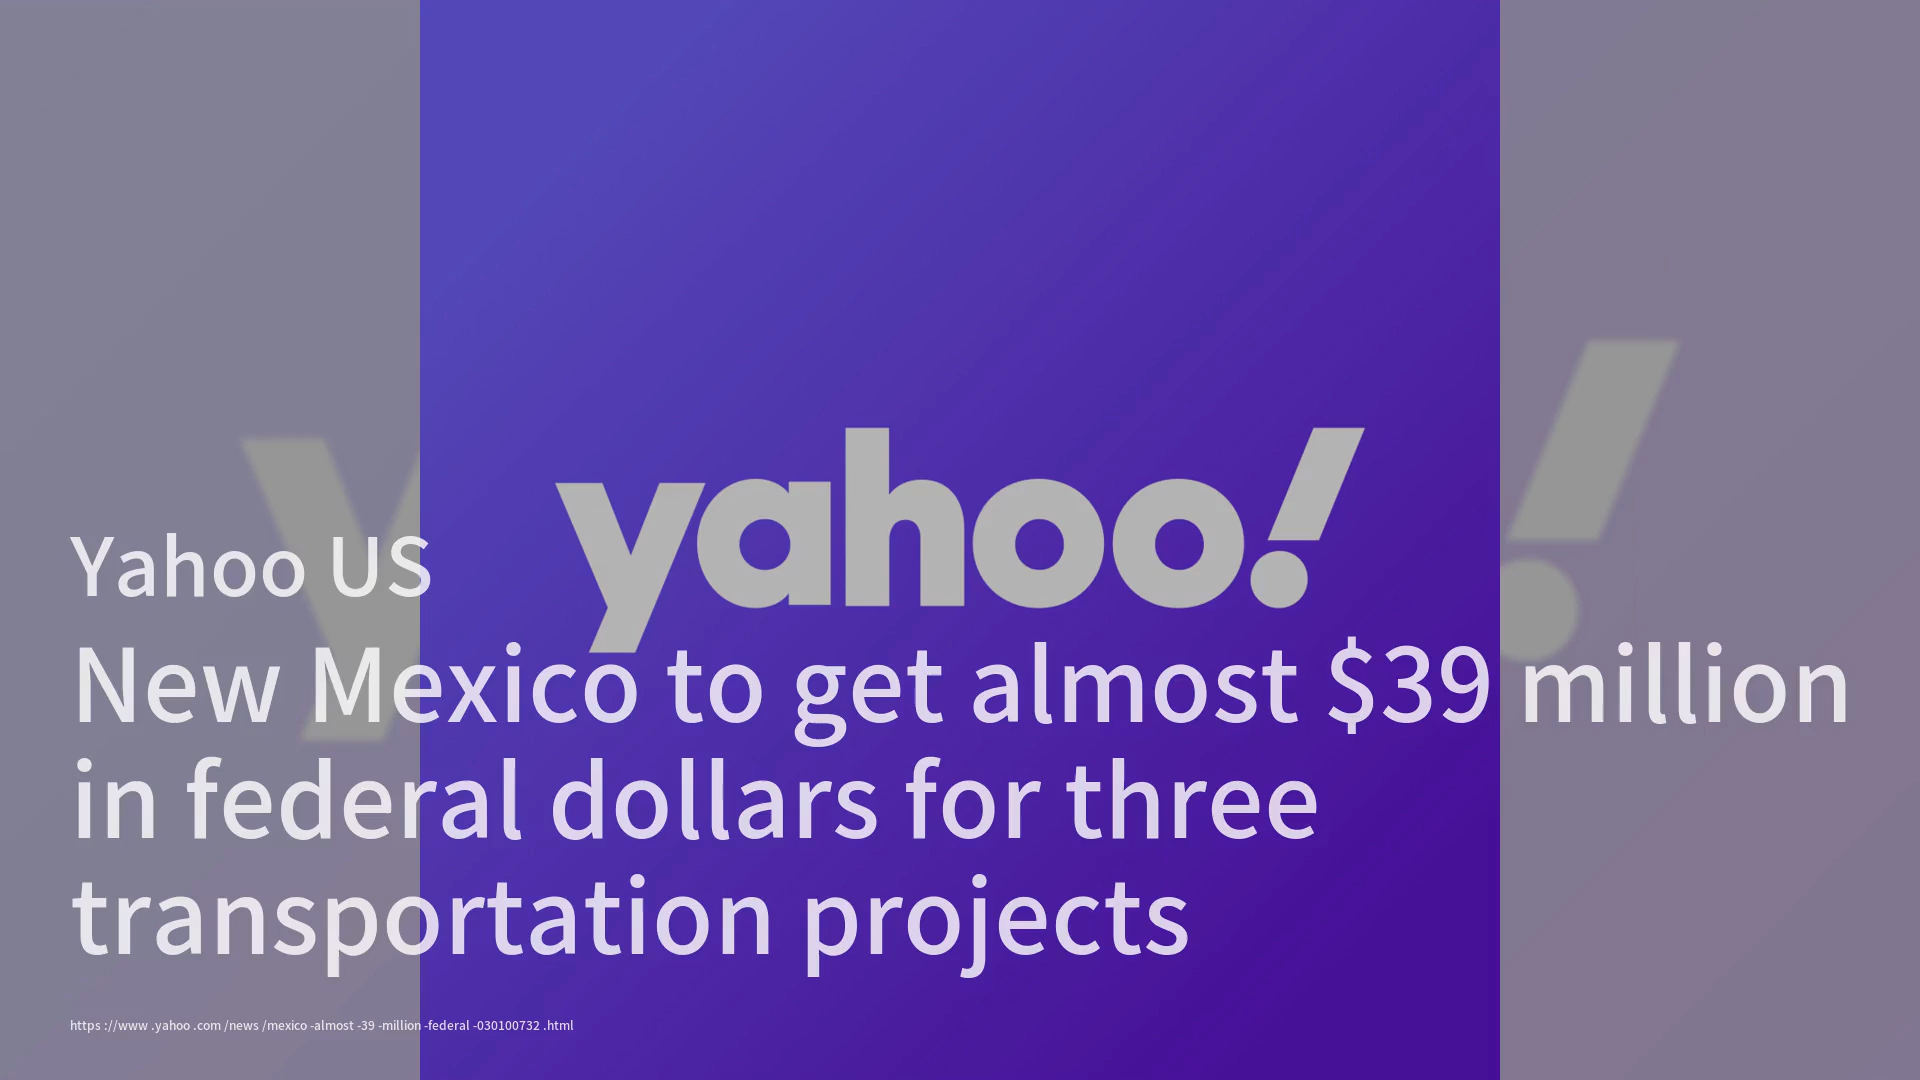 yahoo!
Yahoo US
New Mexico to get almost $39 million
in federal dollars for three
transportation projects
https ://www .yahoo .com /news /mexico -almost -39 -million -federal -030100732 .html